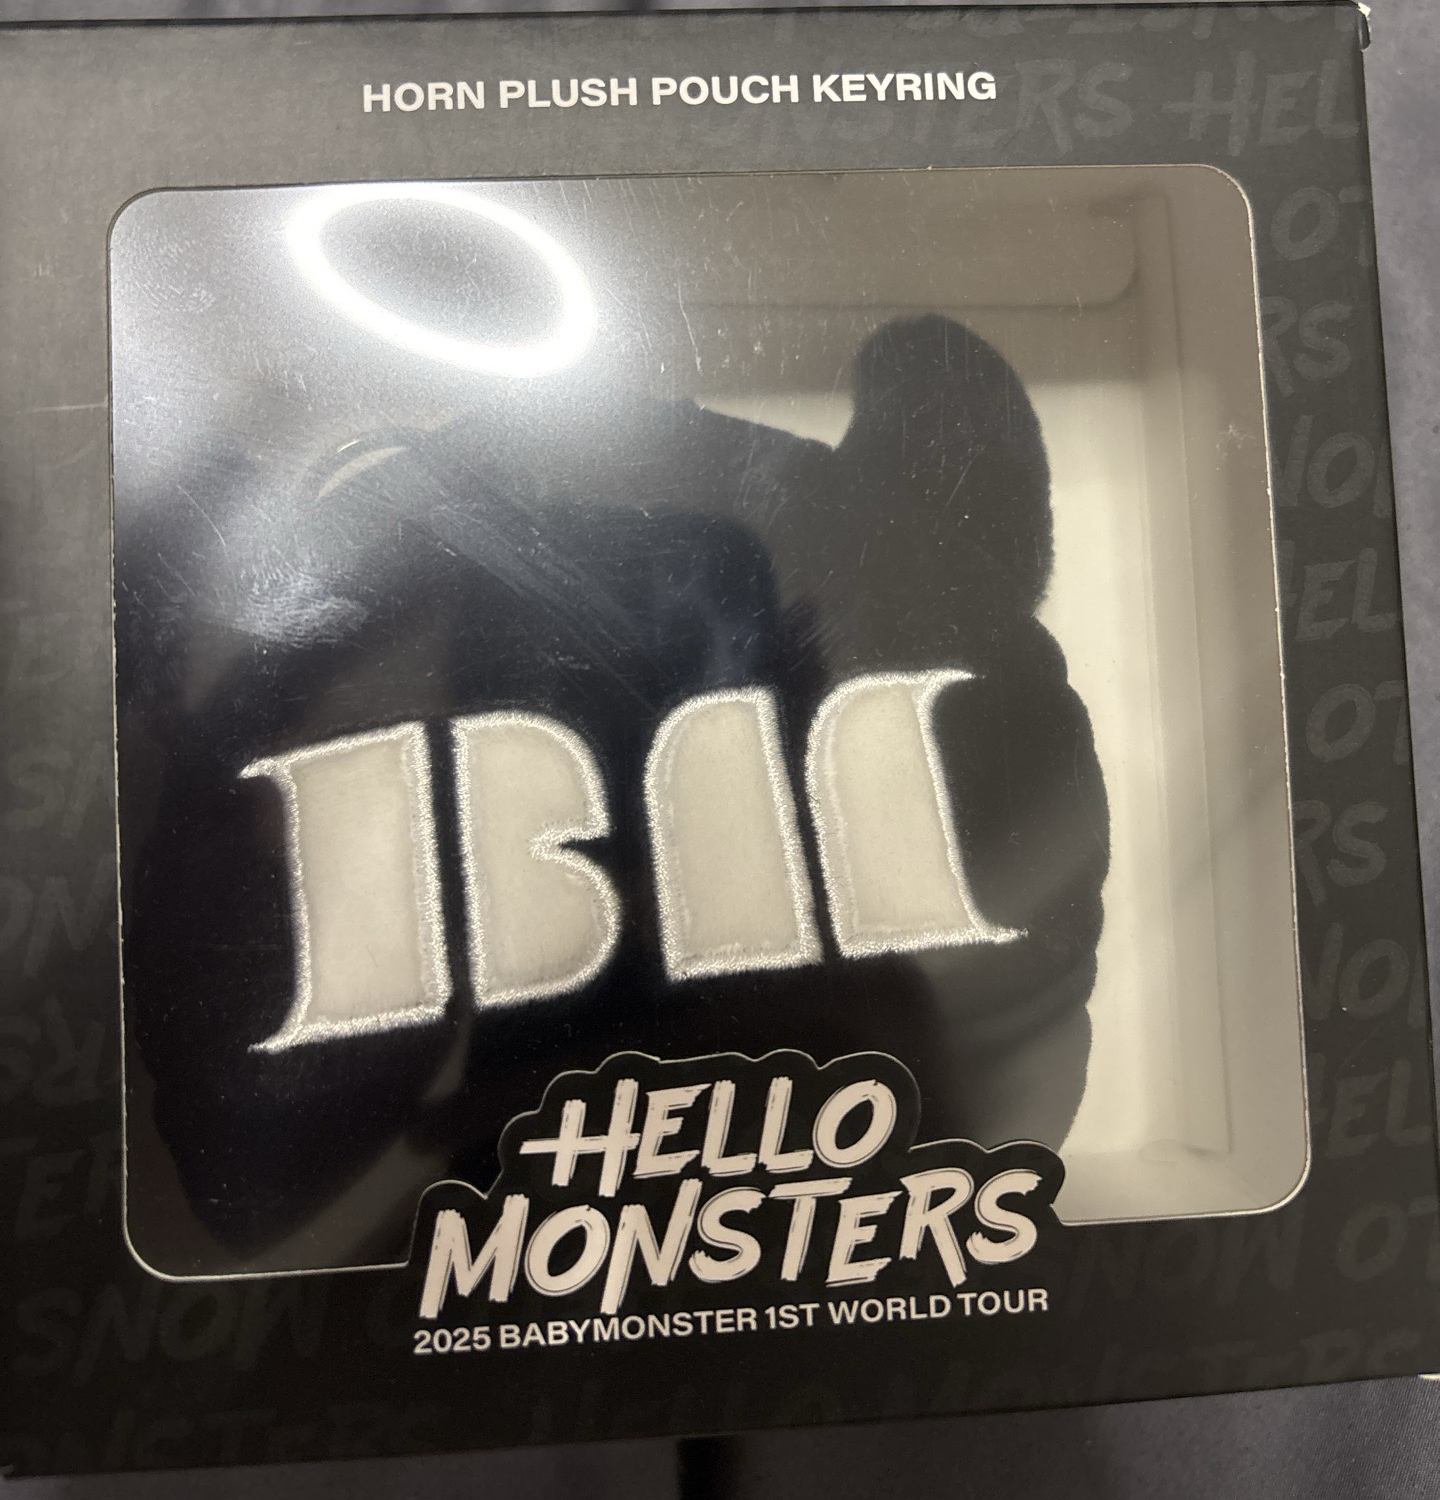 HORN PLUSH POUCH KEYRING
BM
HELLO
MONSTERS
2025 BABYMONSTER 1ST WORLD TOUR